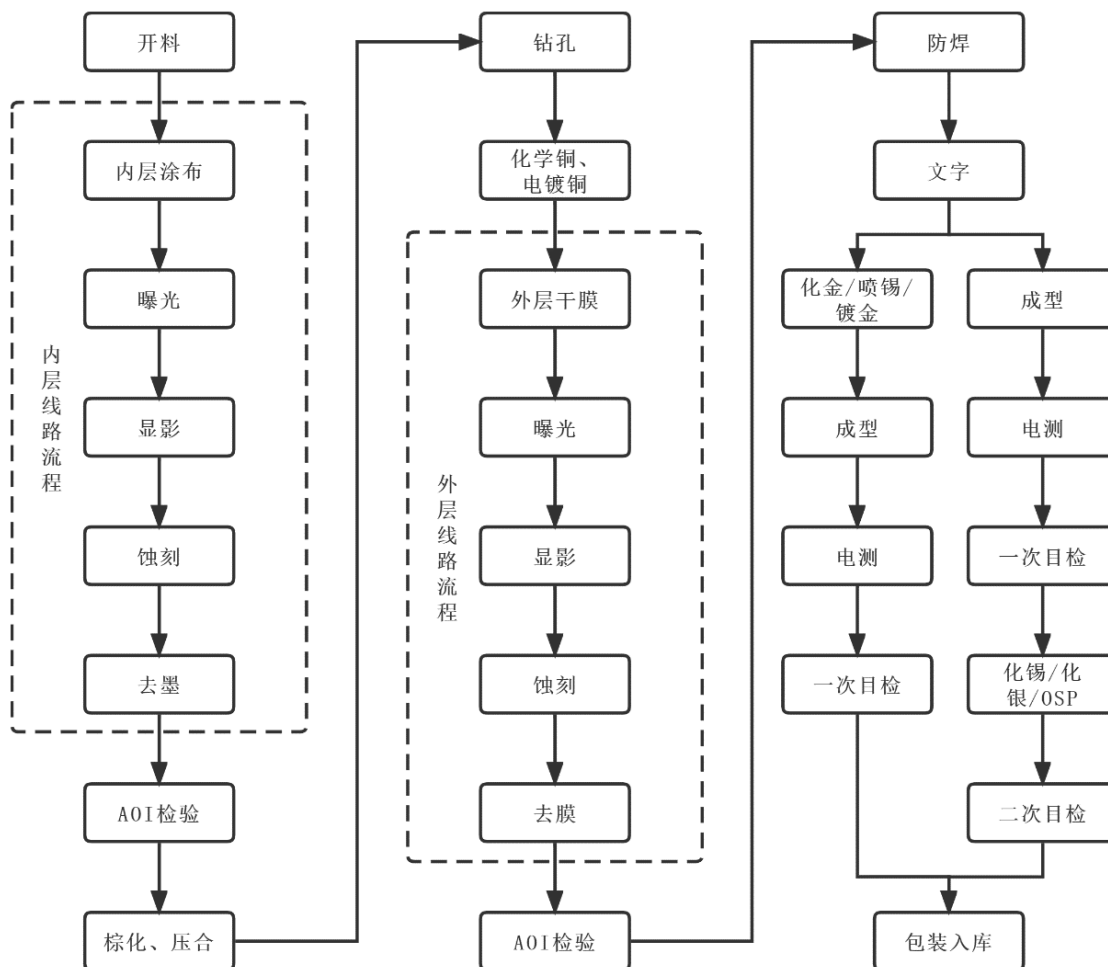 开料
内层涂布
曝光
显影
蚀刻
去墨
内层线路流程
AOI检验
棕化、压合
钻孔
化学铜、
电镀铜
外层干膜
曝光
显影
蚀刻
去膜
外层线路流程
AOI检验
防焊
文字
化金/喷锡/
镀金
成型
电测
一次目检
成型
电测
一次目检
化锡/化
银/OSP
二次目检
包装入库